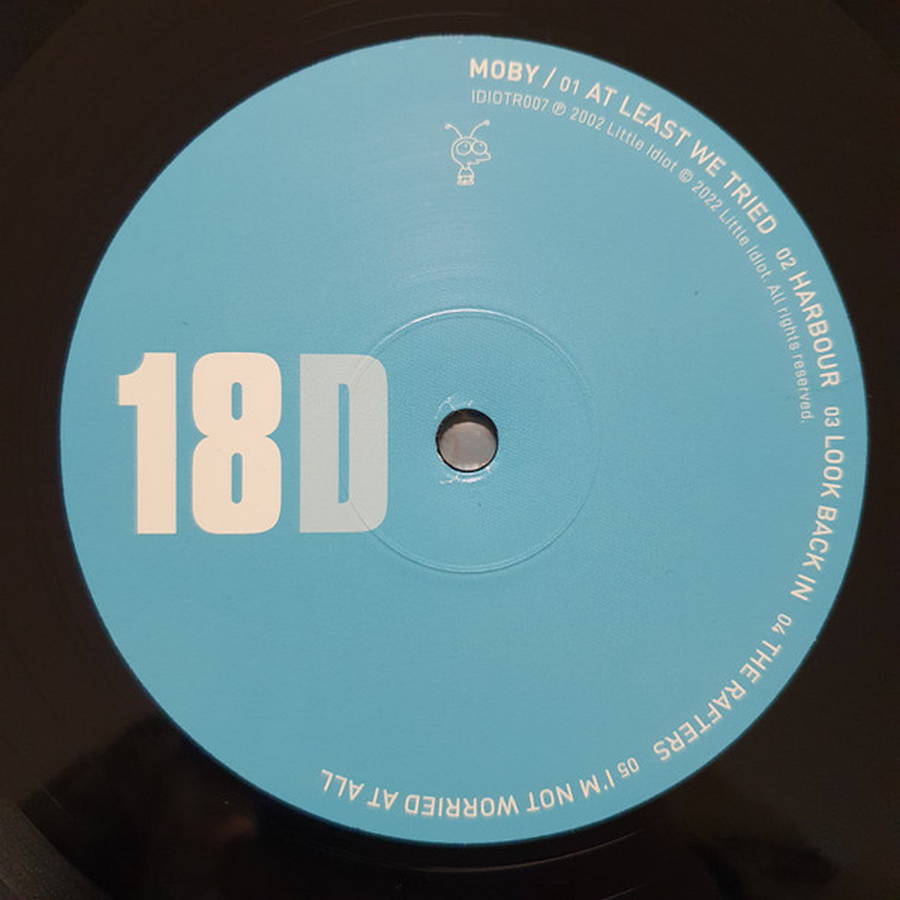 MOBY / 01 AT LEAST WE TRIED 02 HARBOUR 03 LOOK BACK IN 04 THE RAFTERS 05 I'M NOT WORRIED AT ALL
IDIOTR007 ℗ 2002 Little Idiot © 2022 Little Idiot. All rights reserved.
18D